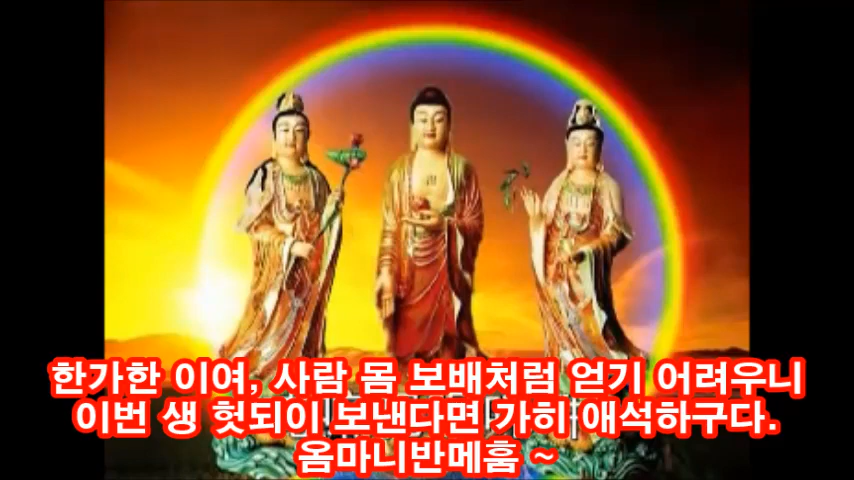 한가한 이여, 사람 몸 보배처럼 얻기 어려우니
이번 생 헛되이 보낸다면 가히 애석하구다.
옴마니반메훔 ~